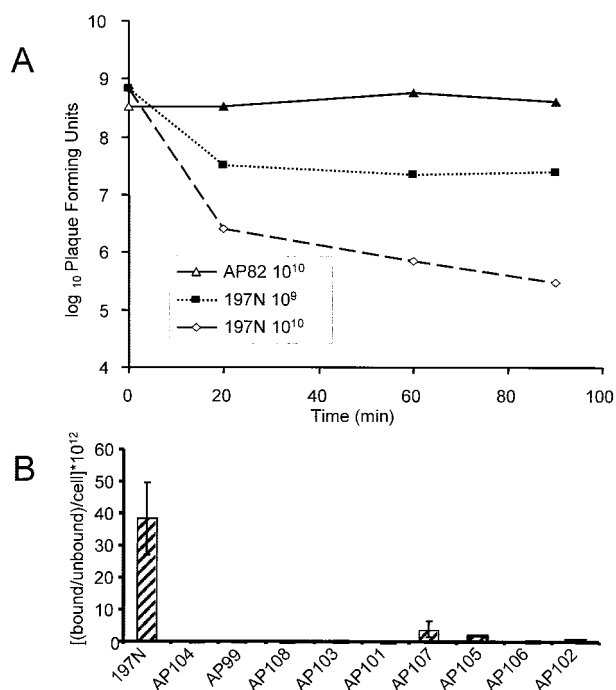 A
10
9
8
7
6
5
4
log 10 Plaque Forming Units
AP82 10^10
197N 10^9
197N 10^10
0 20 40 60 80 100
Time (min)
B
60
50
40
30
20
10
0
[(bound/unbound)/cell]*10^12
197N AP104 AP99 AP108 AP103 AP101 AP107 AP105 AP106 AP102